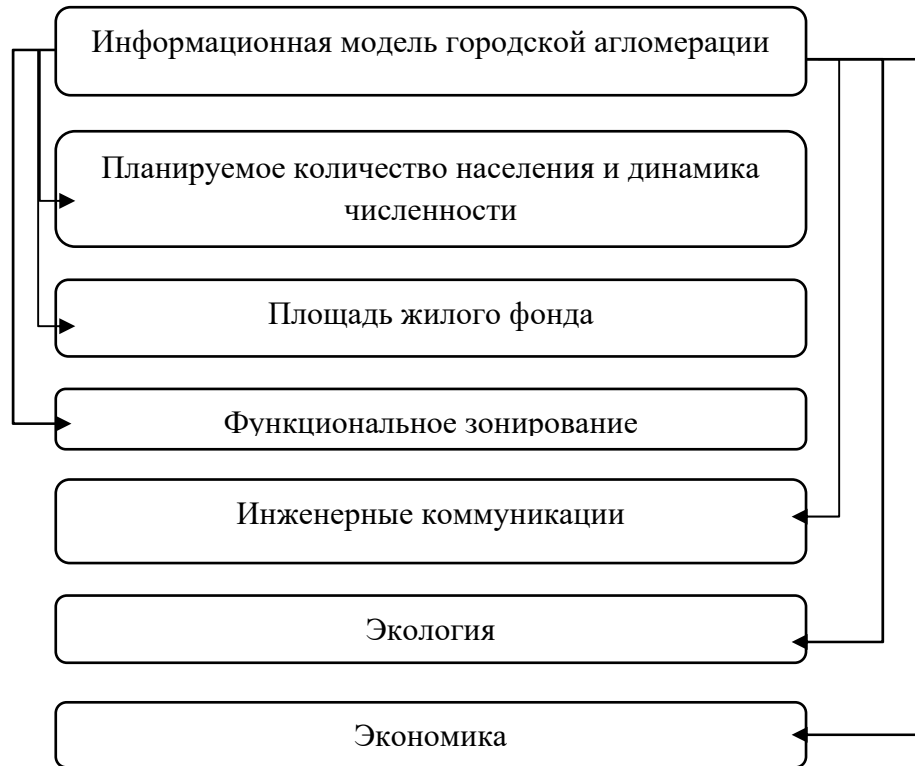 Информационная модель городской агломерации
Планируемое количество населения и динамика
численности
Площадь жилого фонда
Функциональное зонирование
Инженерные коммуникации
Экология
Экономика